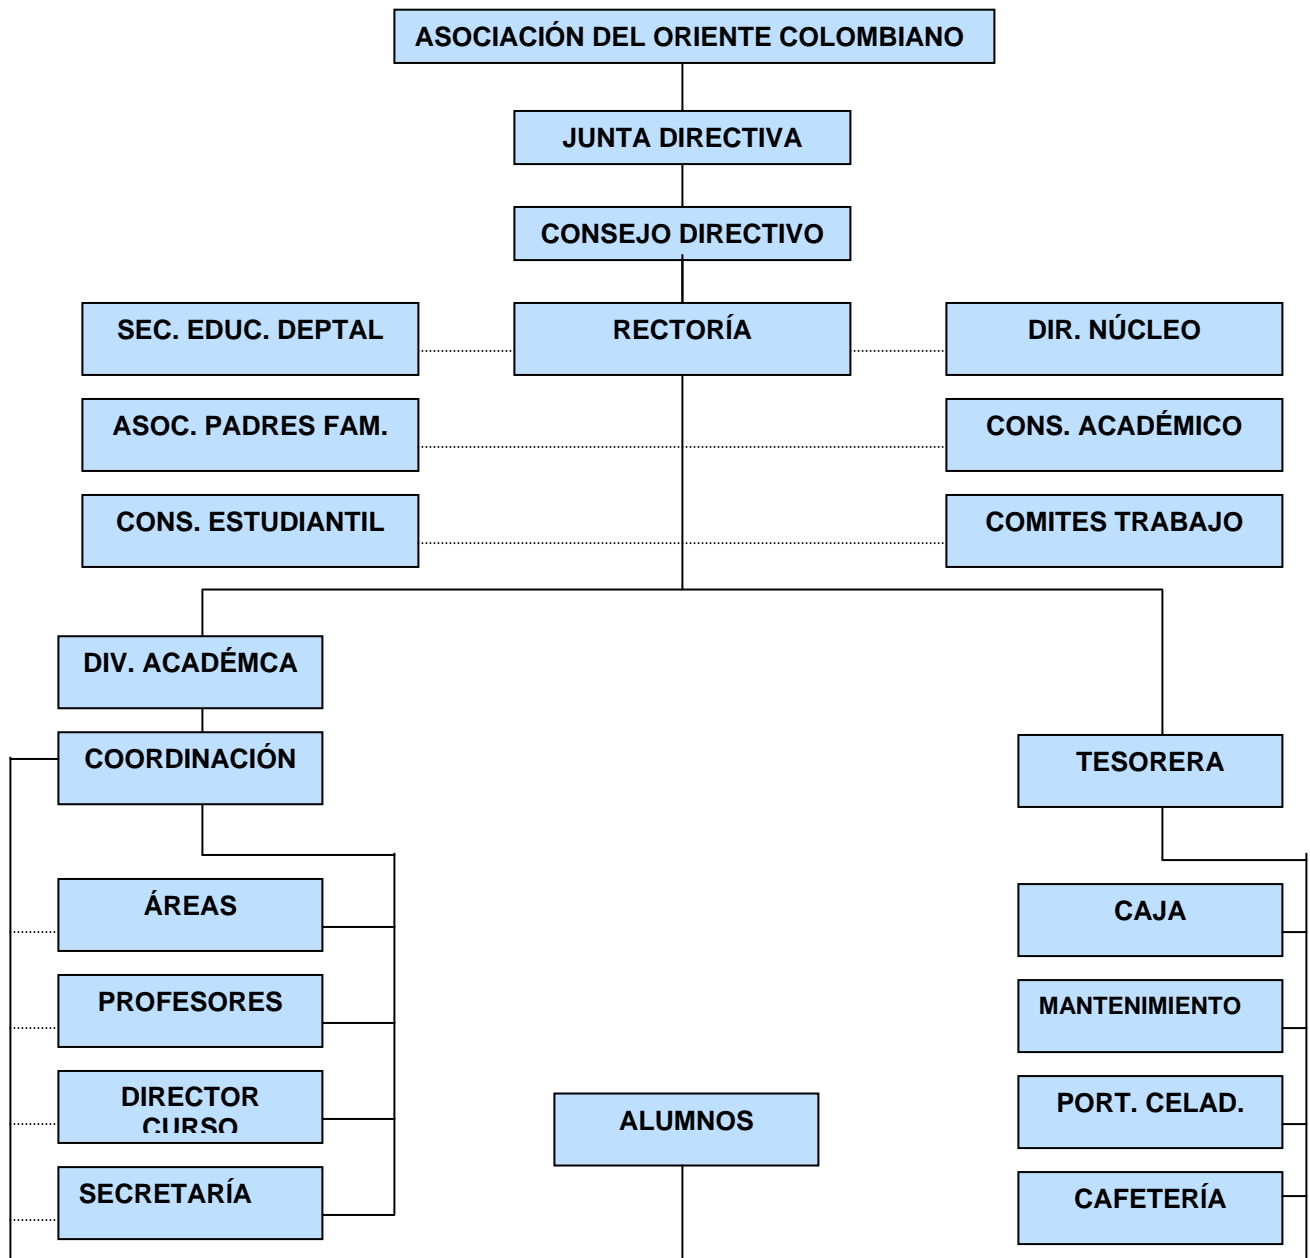 ASOCIACIÓN DEL ORIENTE COLOMBIANO
JUNTA DIRECTIVA
CONSEJO DIRECTIVO
SEC. EDUC. DEPTAL
RECTORÍA
DIR. NÚCLEO
ASOC. PADRES FAM.
CONS. ACADÉMICO
CONS. ESTUDIANTIL
COMITES TRABAJO
DIV. ACADÉMCA
COORDINACIÓN
TESORERA
ÁREAS
CAJA
PROFESORES
MANTENIMIENTO
DIRECTOR
CURSO
ALUMNOS
PORT. CELAD.
SECRETARÍA
CAFETERÍA